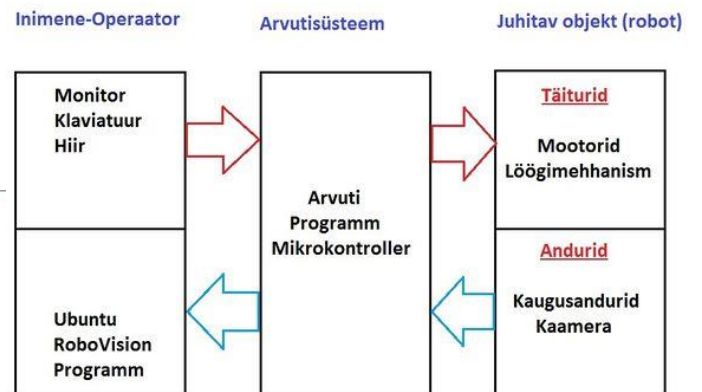 Inimene-Operaator
Arvutisüsteem
Juhitav objekt (robot)
Monitor
Klaviatuur
Hiir
Ubuntu
RoboVision
Programm
Arvuti
Programm
Mikrokontroller
Täiturid
Mootorid
Löögimehhanism
Andurid
Kaugusandurid
Kaamera